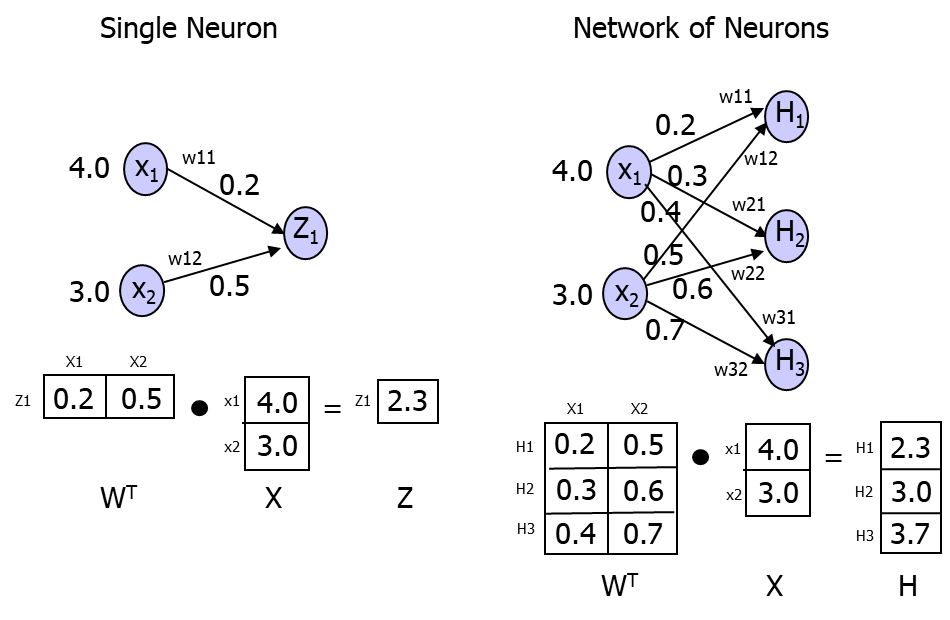 Single Neuron
4.0 X1 w11 0.2
Z1
3.0 X2 w12 0.5
X1 X2
Z1 0.2 0.5 ● x1 4.0 = Z1 2.3
x2 3.0
WT X Z
Network of Neurons
w11 H1
0.2
w12
4.0 X1 0.3
w21
0.4 H2
0.5
w22
3.0 X2 0.6
w31
0.7
w32 H3
X1 X2
H1 0.2 0.5 ● x1 4.0 = H1 2.3
H2 0.3 0.6 x2 3.0 H2 3.0
H3 0.4 0.7 H3 3.7
WT X H